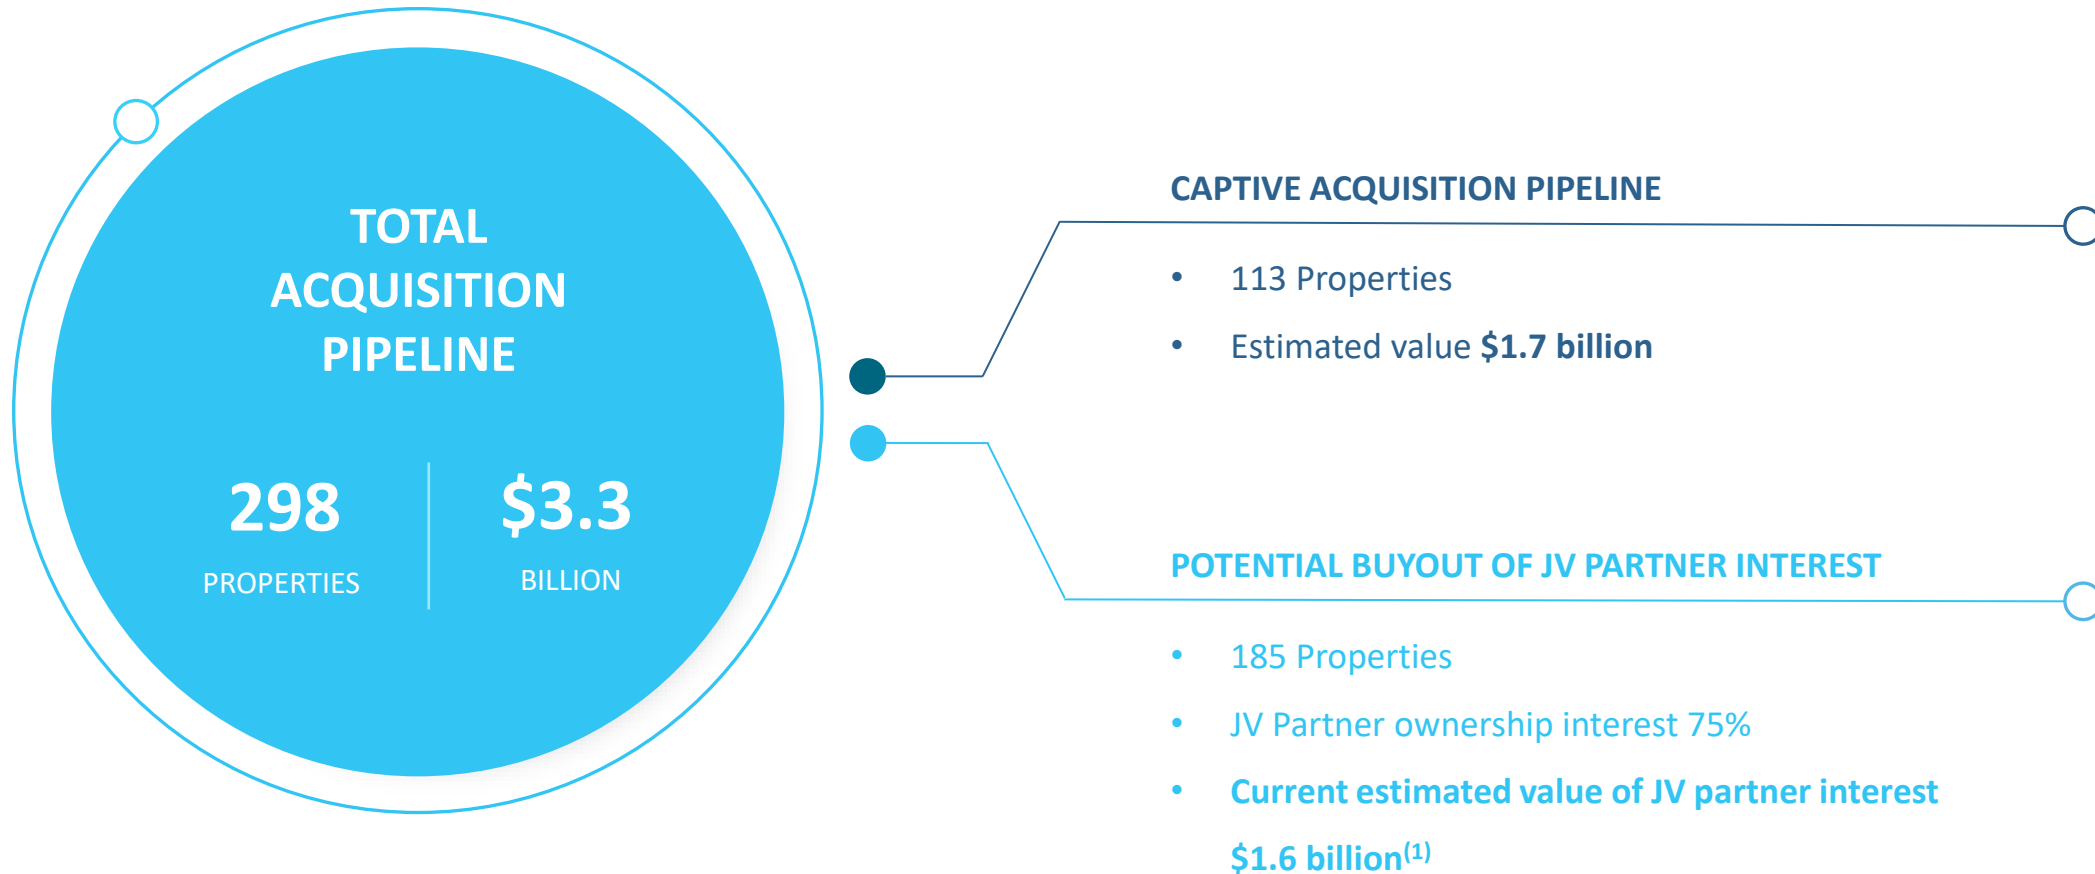 TOTAL
ACQUISITION
PIPELINE
298
PROPERTIES
$3.3
BILLION
CAPTIVE ACQUISITION PIPELINE
• 113 Properties
• Estimated value $1.7 billion
POTENTIAL BUYOUT OF JV PARTNER INTEREST
• 185 Properties
• JV Partner ownership interest 75%
• Current estimated value of JV partner interest
$1.6 billion(1)